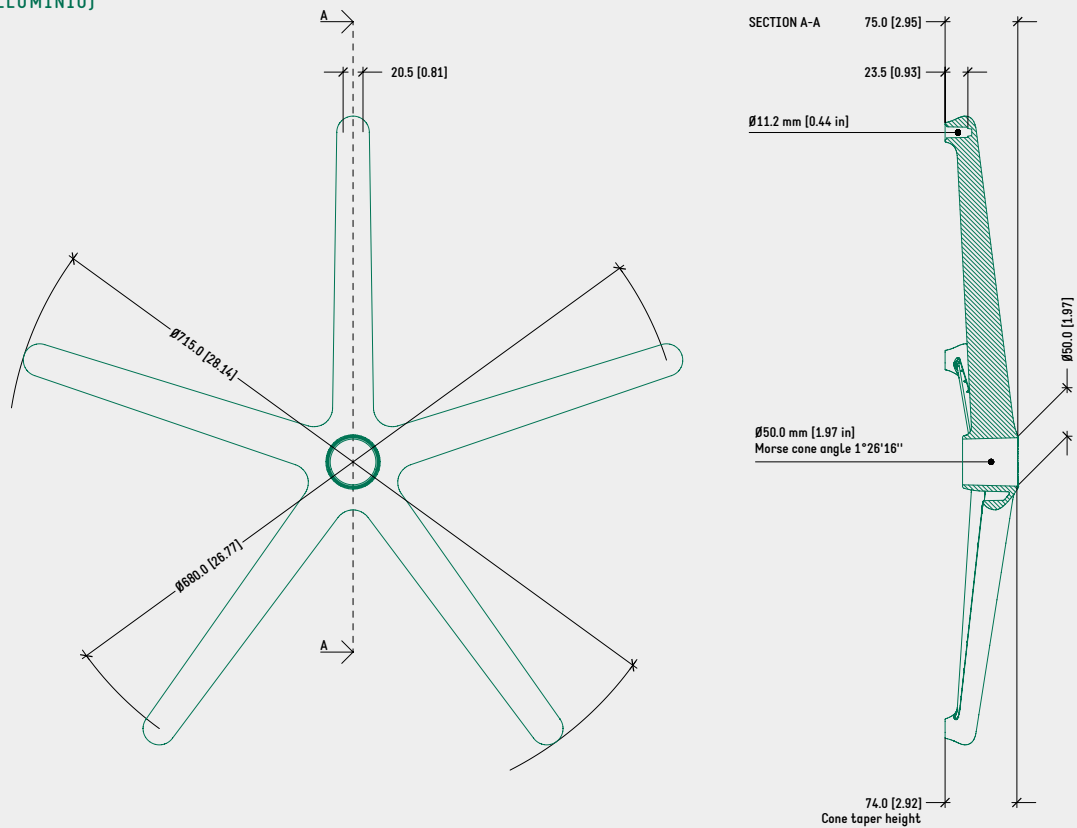 A
20.5 [0.81]
Ø715.0 [28.14]
Ø680.0 [26.77]
A
SECTION A-A
75.0 [2.95]
23.5 [0.93]
Ø11.2 mm [0.44 in]
Ø50.0 [1.97]
Ø50.0 mm [1.97 in]
Morse cone angle 1°26'16''
74.0 [2.92]
Cone taper height